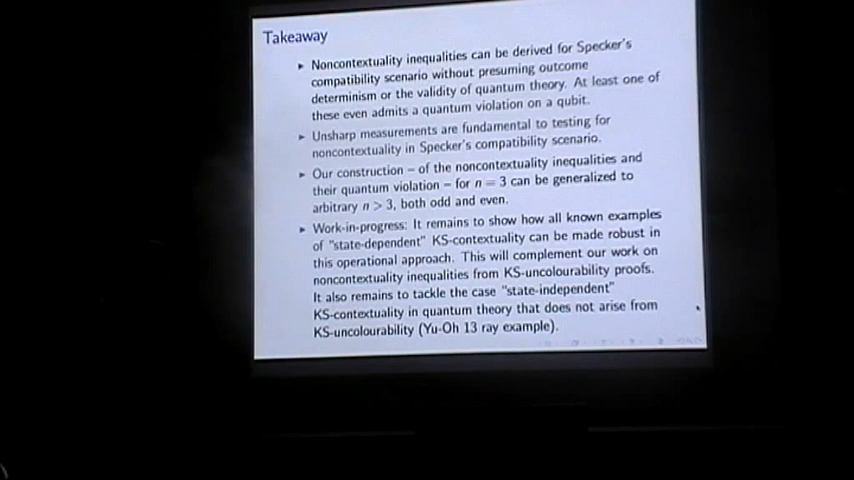 Takeaway
▸ Noncontextuality inequalities can be derived for Specker's
compatibility scenario without presuming outcome
determinism or the validity of quantum theory. At least one of
these even admits a quantum violation on a qubit.
▸ Unsharp measurements are fundamental to testing for
noncontextuality in Specker's compatibility scenario.
▸ Our construction – of the noncontextuality inequalities and
their quantum violation – for n = 3 can be generalized to
arbitrary n > 3, both odd and even.
▸ Work-in-progress: It remains to show how all known examples
of "state-dependent" KS-contextuality can be made robust in
this operational approach. This will complement our work on
noncontextuality inequalities from KS-uncolourability proofs.
It also remains to tackle the case "state-independent"
KS-contextuality in quantum theory that does not arise from
KS-uncolourability (Yu-Oh 13 ray example).